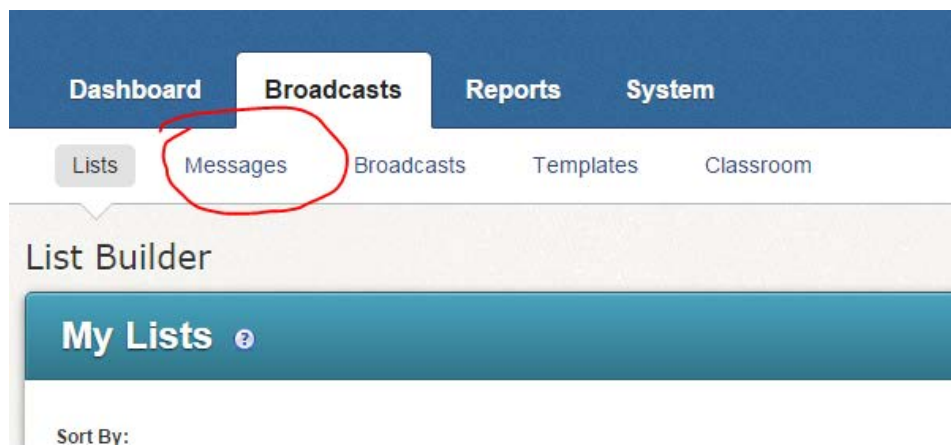 Dashboard Broadcasts Reports System
Lists Messages Broadcasts Templates Classroom
List Builder
My Lists ?
Sort By: